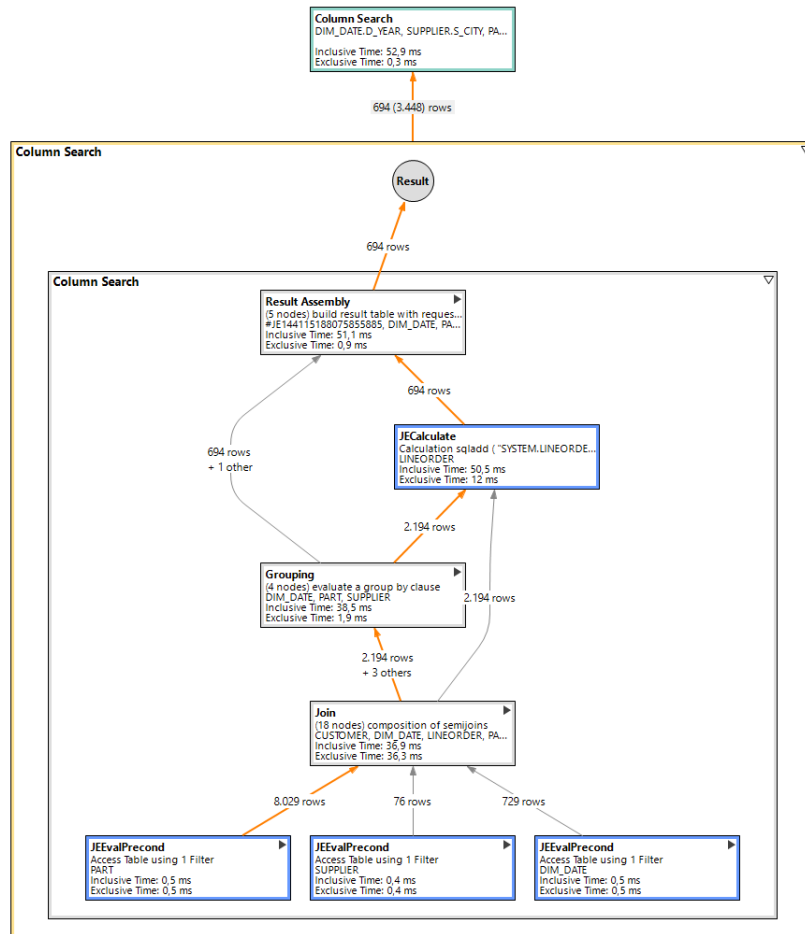 Column Search
DIM_DATE.D_YEAR, SUPPLIER.S_CITY, PA...
Inclusive Time: 52,9 ms
Exclusive Time: 0,3 ms
694 (3.448) rows
Column Search
Result
694 rows
Column Search
Result Assembly
(5 nodes) build result table with reques...
#JE144115188075855885, DIM_DATE, PA...
Inclusive Time: 51,1 ms
Exclusive Time: 0,9 ms
694 rows
694 rows
+ 1 other
JECalculate
Calculation sqladd ( "SYSTEM.LINEORDE...
LINEORDER
Inclusive Time: 50,5 ms
Exclusive Time: 12 ms
2.194 rows
Grouping
(4 nodes) evaluate a group by clause
DIM_DATE, PART, SUPPLIER
Inclusive Time: 38,5 ms
Exclusive Time: 1,9 ms
2.194 rows
2.194 rows
+ 3 others
Join
(18 nodes) composition of semijoins
CUSTOMER, DIM_DATE, LINEORDER, PA...
Inclusive Time: 36,9 ms
Exclusive Time: 36,3 ms
8.029 rows
76 rows
729 rows
JEEvalPrecond
Access Table using 1 Filter
PART
Inclusive Time: 0,5 ms
Exclusive Time: 0,5 ms
JEEvalPrecond
Access Table using 1 Filter
SUPPLIER
Inclusive Time: 0,4 ms
Exclusive Time: 0,4 ms
JEEvalPrecond
Access Table using 1 Filter
DIM_DATE
Inclusive Time: 0,5 ms
Exclusive Time: 0,5 ms